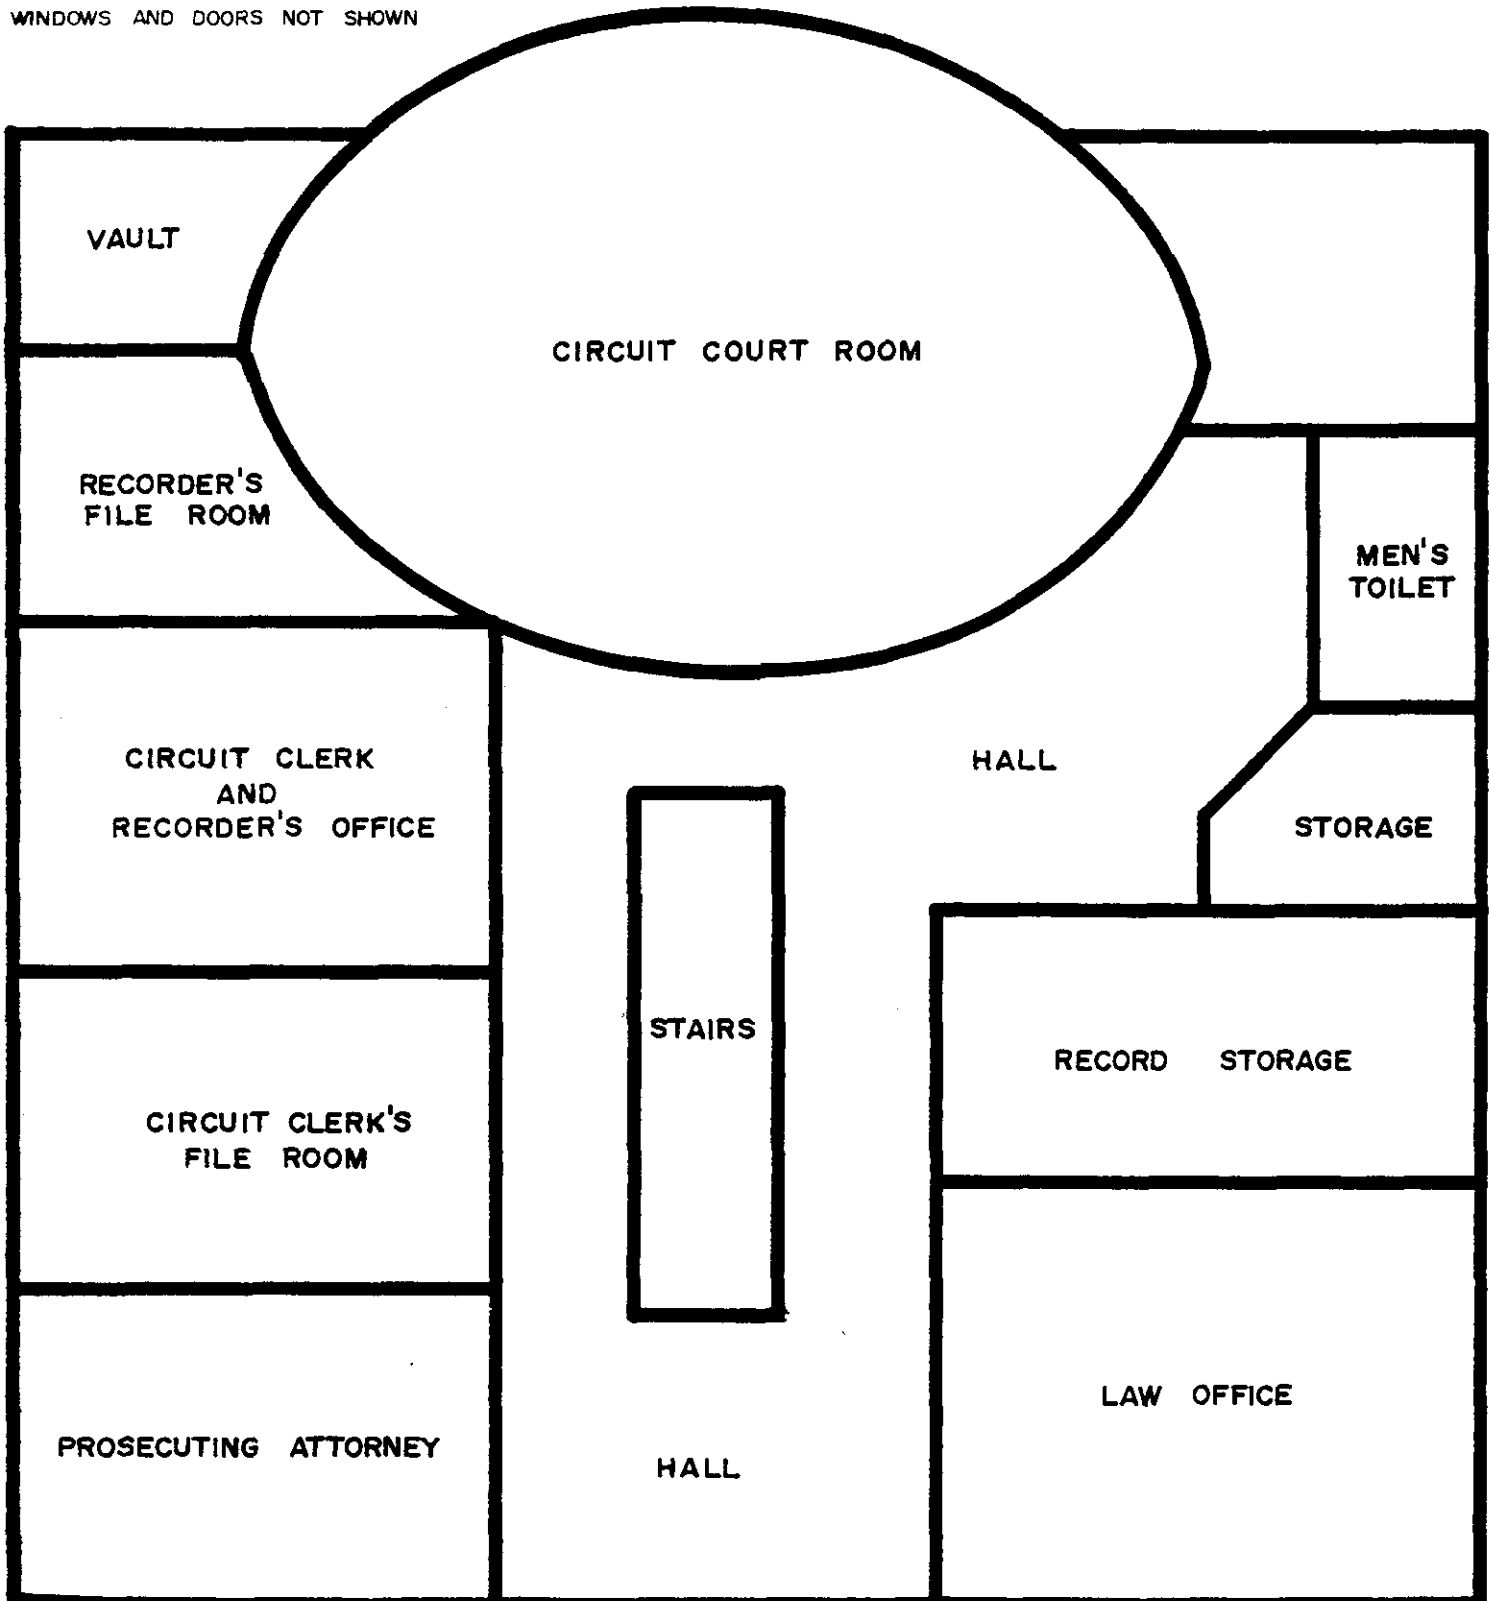 WINDOWS AND DOORS NOT SHOWN
VAULT
CIRCUIT COURT ROOM
RECORDER'S
FILE ROOM
MEN'S
TOILET
CIRCUIT CLERK
AND
RECORDER'S OFFICE
HALL
STORAGE
STAIRS
RECORD STORAGE
CIRCUIT CLERK'S
FILE ROOM
LAW OFFICE
PROSECUTING ATTORNEY
HALL